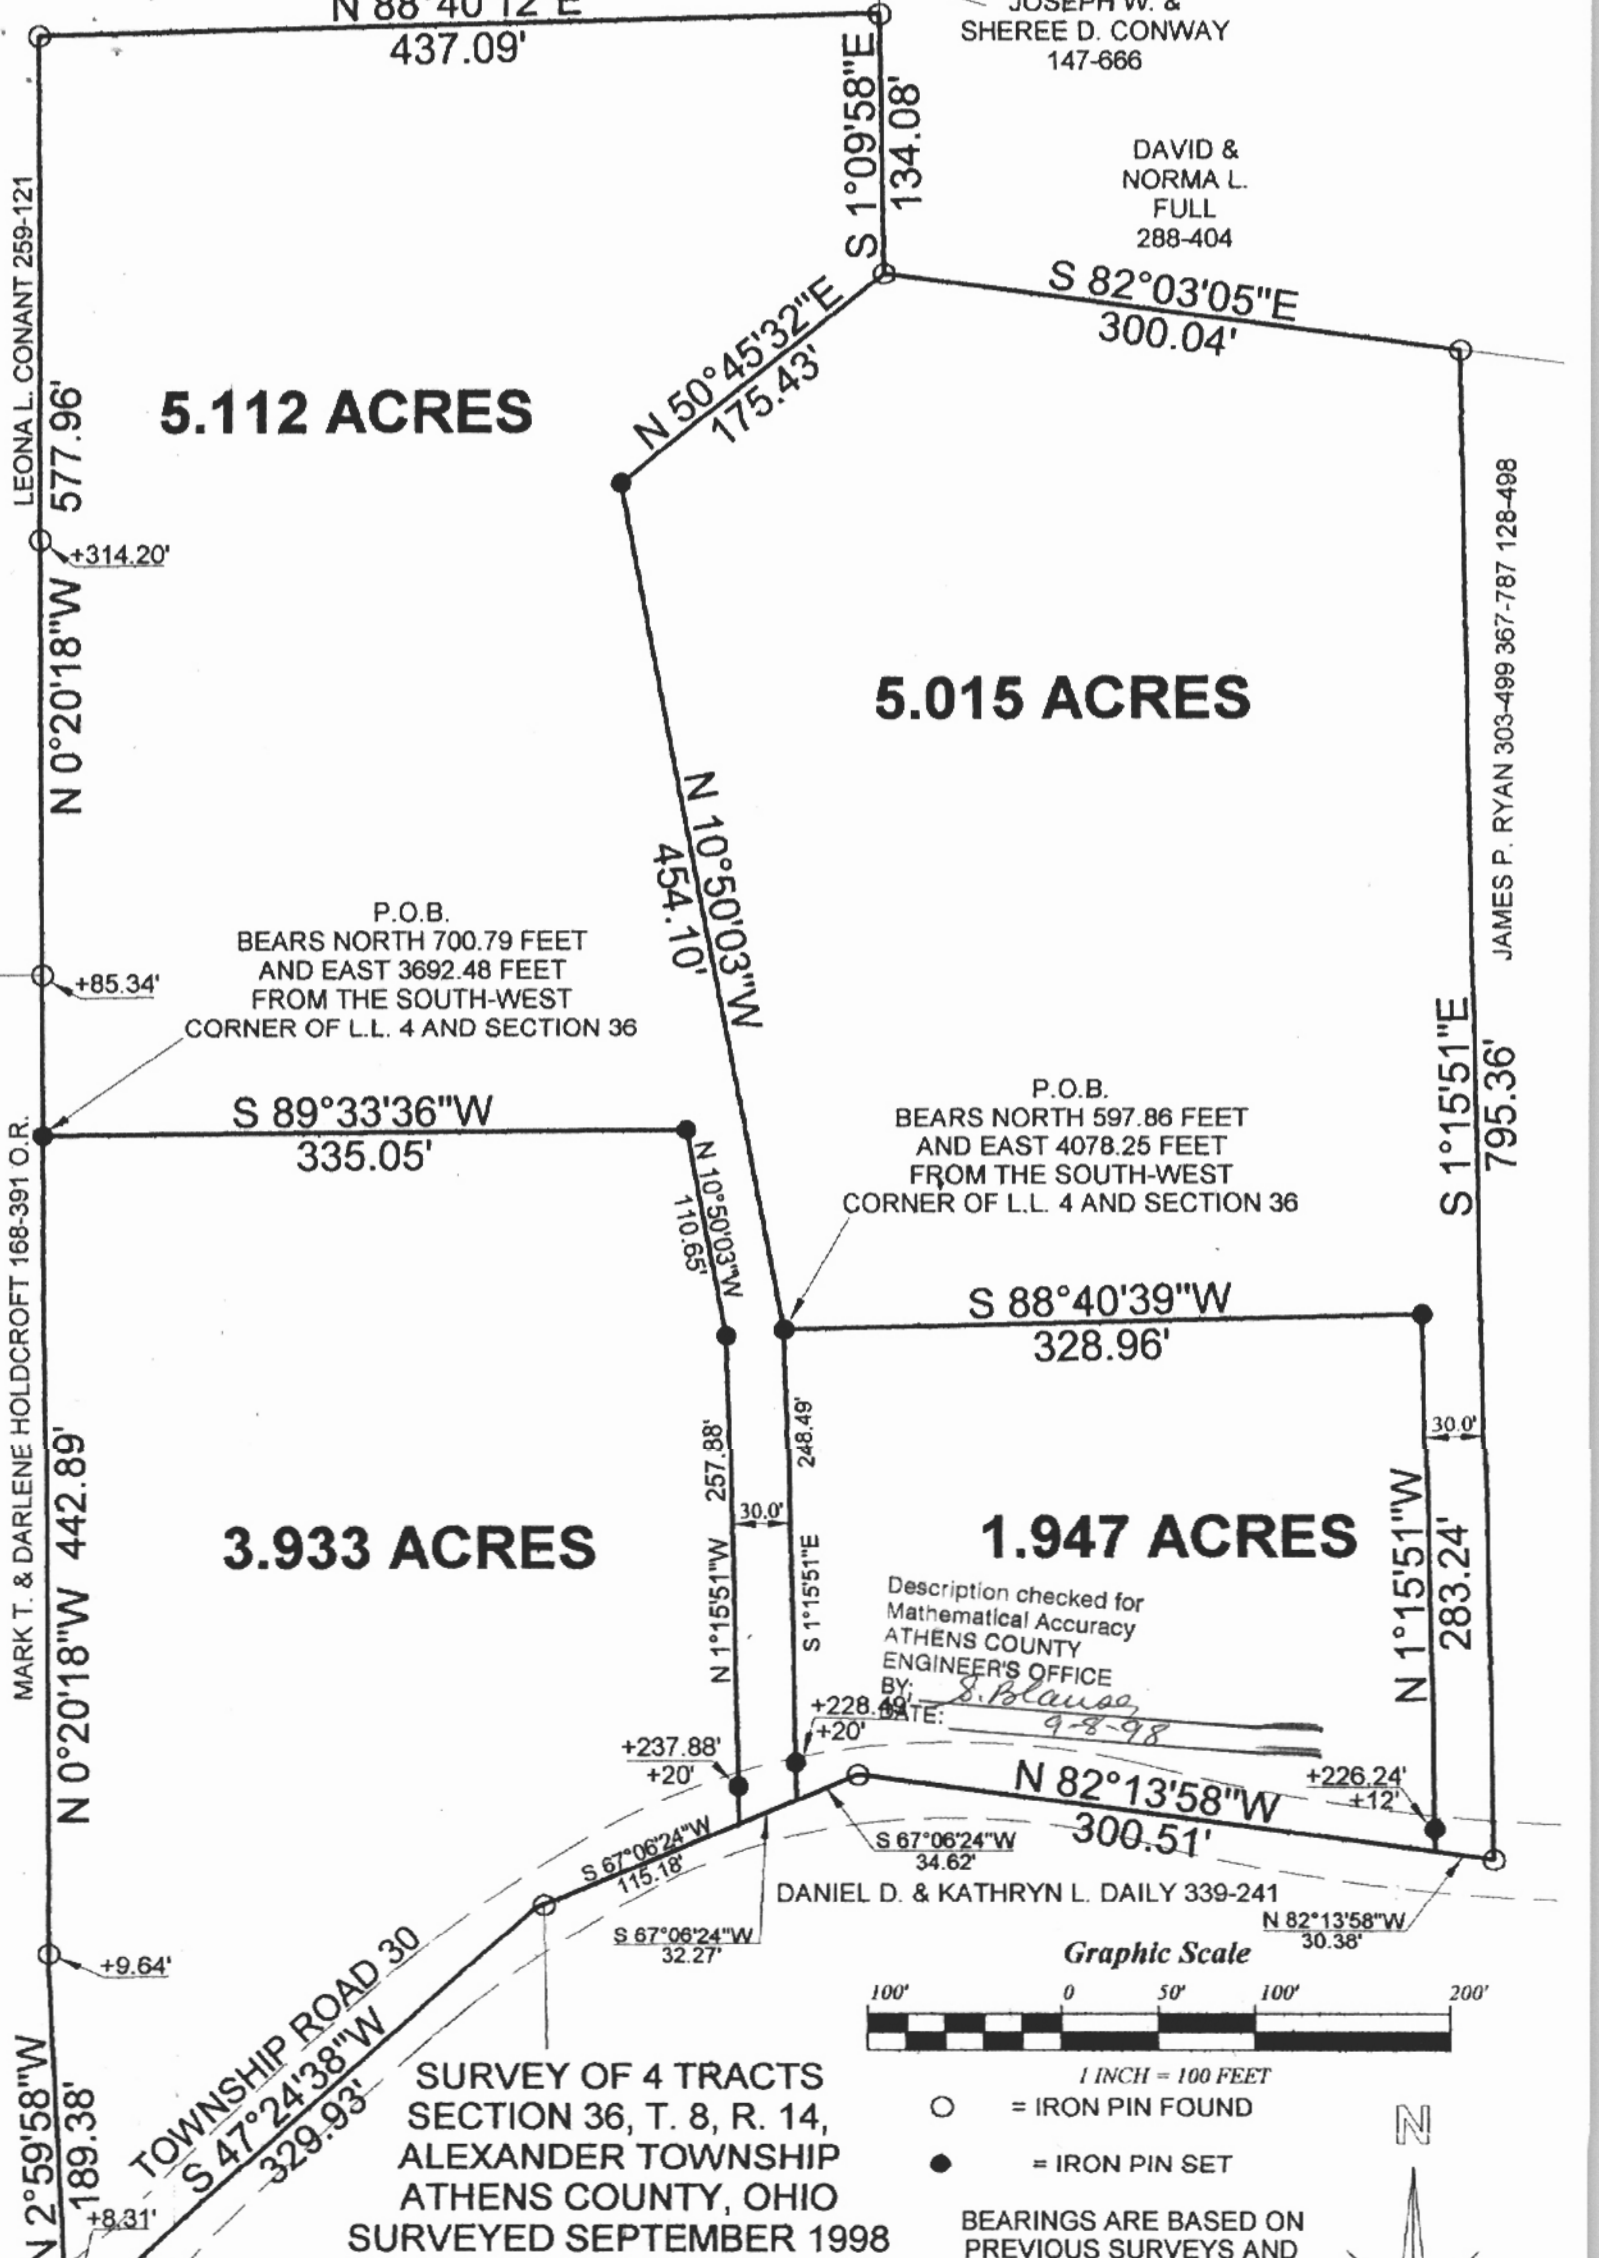 N 88°40'12"E
437.09'
JOSEPH W. &
SHEREE D. CONWAY
147-666
S 1°09'58"E
134.08'
DAVID &
NORMA L.
FULL
288-404
S 82°03'05"E
300.04'
N 50°45'32"E
175.43'
LEONA L. CONANT 259-121
N 0°20'18"W 577.96'
5.112 ACRES
+314.20'
5.015 ACRES
JAMES P. RYAN 303-499 367-787 128-498
N 10°50'03"W
454.10'
P.O.B.
BEARS NORTH 700.79 FEET
AND EAST 3692.48 FEET
FROM THE SOUTH-WEST
CORNER OF L.L. 4 AND SECTION 36
+85.34'
S 1°15'51"E
795.36'
S 89°33'36"W
335.05'
N 10°50'03"W
110.65'
P.O.B.
BEARS NORTH 597.86 FEET
AND EAST 4078.25 FEET
FROM THE SOUTH-WEST
CORNER OF L.L. 4 AND SECTION 36
S 88°40'39"W
328.96'
MARK T. & DARLENE HOLDCROFT 168-391 O.R.
N 0°20'18"W 442.89'
3.933 ACRES
N 1°15'51"W 257.88'
30.0'
S 1°15'51"E 248.49'
1.947 ACRES
30.0'
N 1°15'51"W
283.24'
Description checked for
Mathematical Accuracy
ATHENS COUNTY
ENGINEER'S OFFICE
BY:
DATE: 9-8-98
+228.49'
+20'
+237.88'
+20'
N 82°13'58"W
300.51'
+226.24'
+12'
S 67°06'24"W
115.18'
S 67°06'24"W
34.62'
DANIEL D. & KATHRYN L. DAILY 339-241
S 67°06'24"W
32.27'
N 82°13'58"W
30.38'
+9.64'
TOWNSHIP ROAD 30
S 47°24'38"W
329.93'
N 2°59'58"W
189.38'
+8.31'
Graphic Scale
100' 0 50' 100' 200'
1 INCH = 100 FEET
= IRON PIN FOUND
= IRON PIN SET
N
SURVEY OF 4 TRACTS
SECTION 36, T. 8, R. 14,
ALEXANDER TOWNSHIP
ATHENS COUNTY, OHIO
SURVEYED SEPTEMBER 1998
BEARINGS ARE BASED ON
PREVIOUS SURVEYS AND